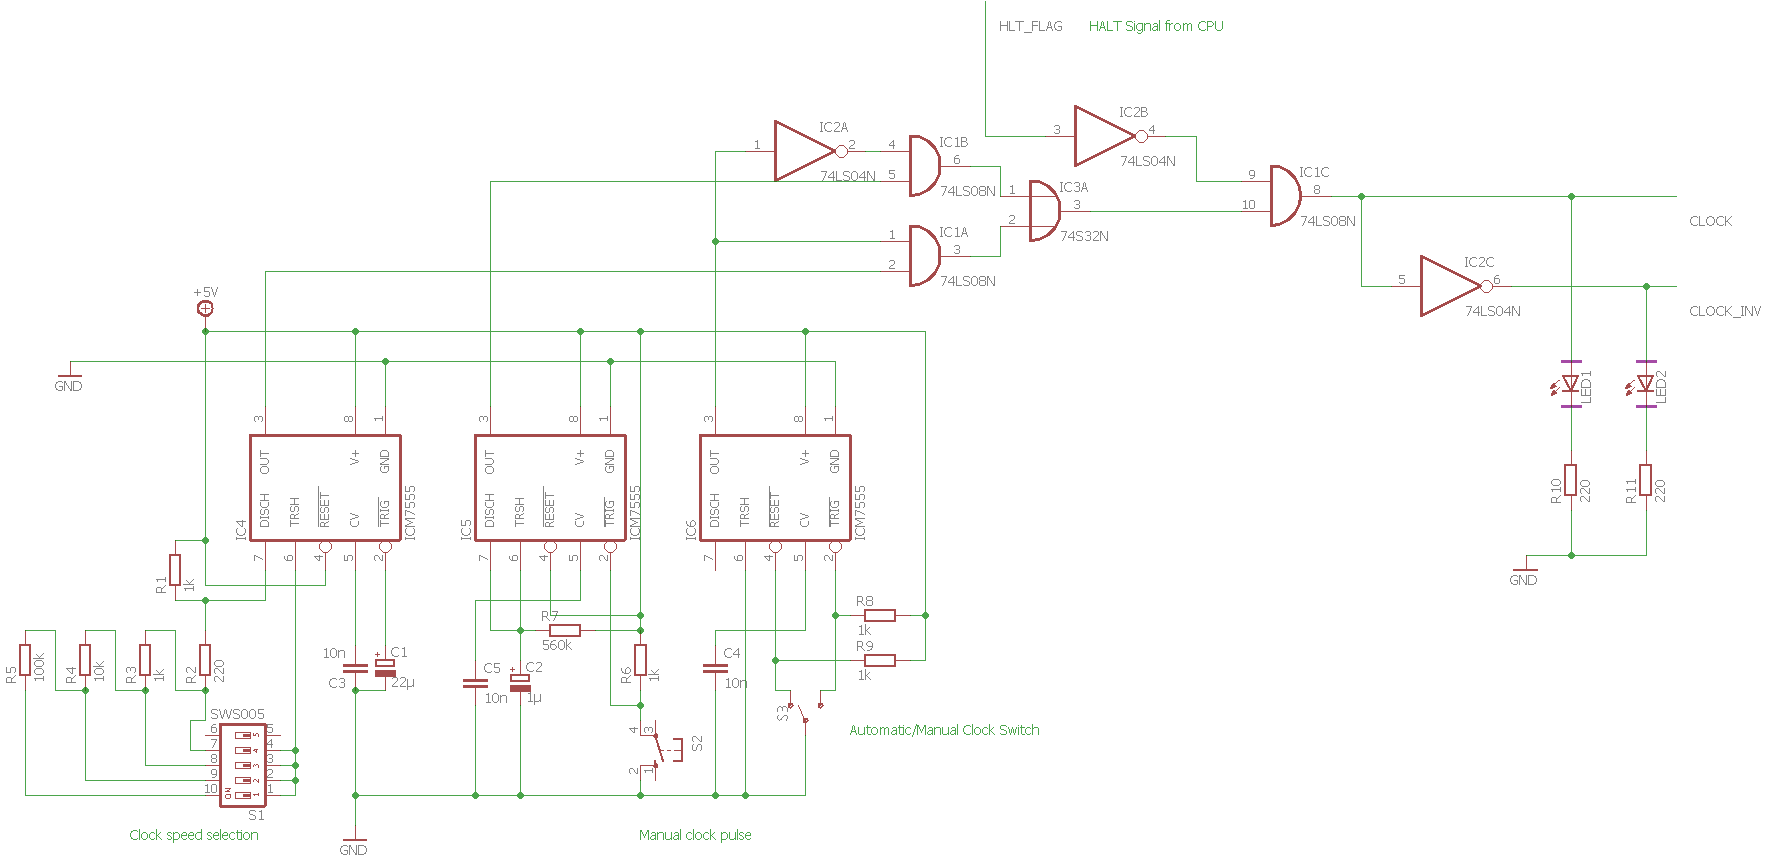 HLT_FLAG HALT Signal from CPU
IC2B
3 4
74LS04N
IC2A
1 2
74LS04N
IC1B
4 6
5
74LS08N
IC3A
1 3
2
74S32N
IC1A
1 3
2
74LS08N
IC1C
9 8
10
74LS08N
CLOCK
IC2C
5 6
74LS04N
CLOCK_INV
+5V
GND
3 8 1
OUT V+ GND
DISCH TRSH RESET CV TRIG
IC4 ICM7555
7 6 4 5 2
3 8 1
OUT V+ GND
DISCH TRSH RESET CV TRIG
IC5 ICM7555
7 6 4 5 2
3 8 1
OUT V+ GND
DISCH TRSH RESET CV TRIG
IC6 ICM7555
7 6 4 5 2
LED1
LED2
R10 220
R11 220
GND
R1 1k
R5 100k
R4 10k
R3 1k
R2 220
10n
C3
+ C1
22µ
R7
560k
C5
10n
+ C2
1µ
R6 1k
C4
10n
R8
1k
R9
1k
S3
Automatic/Manual Clock Switch
4 3
S2
2 1
SWS005
6 5 5
7 4 4
8 3 3
9 2 2
10 ON 1 1
S1
Clock speed selection
Manual clock pulse
GND